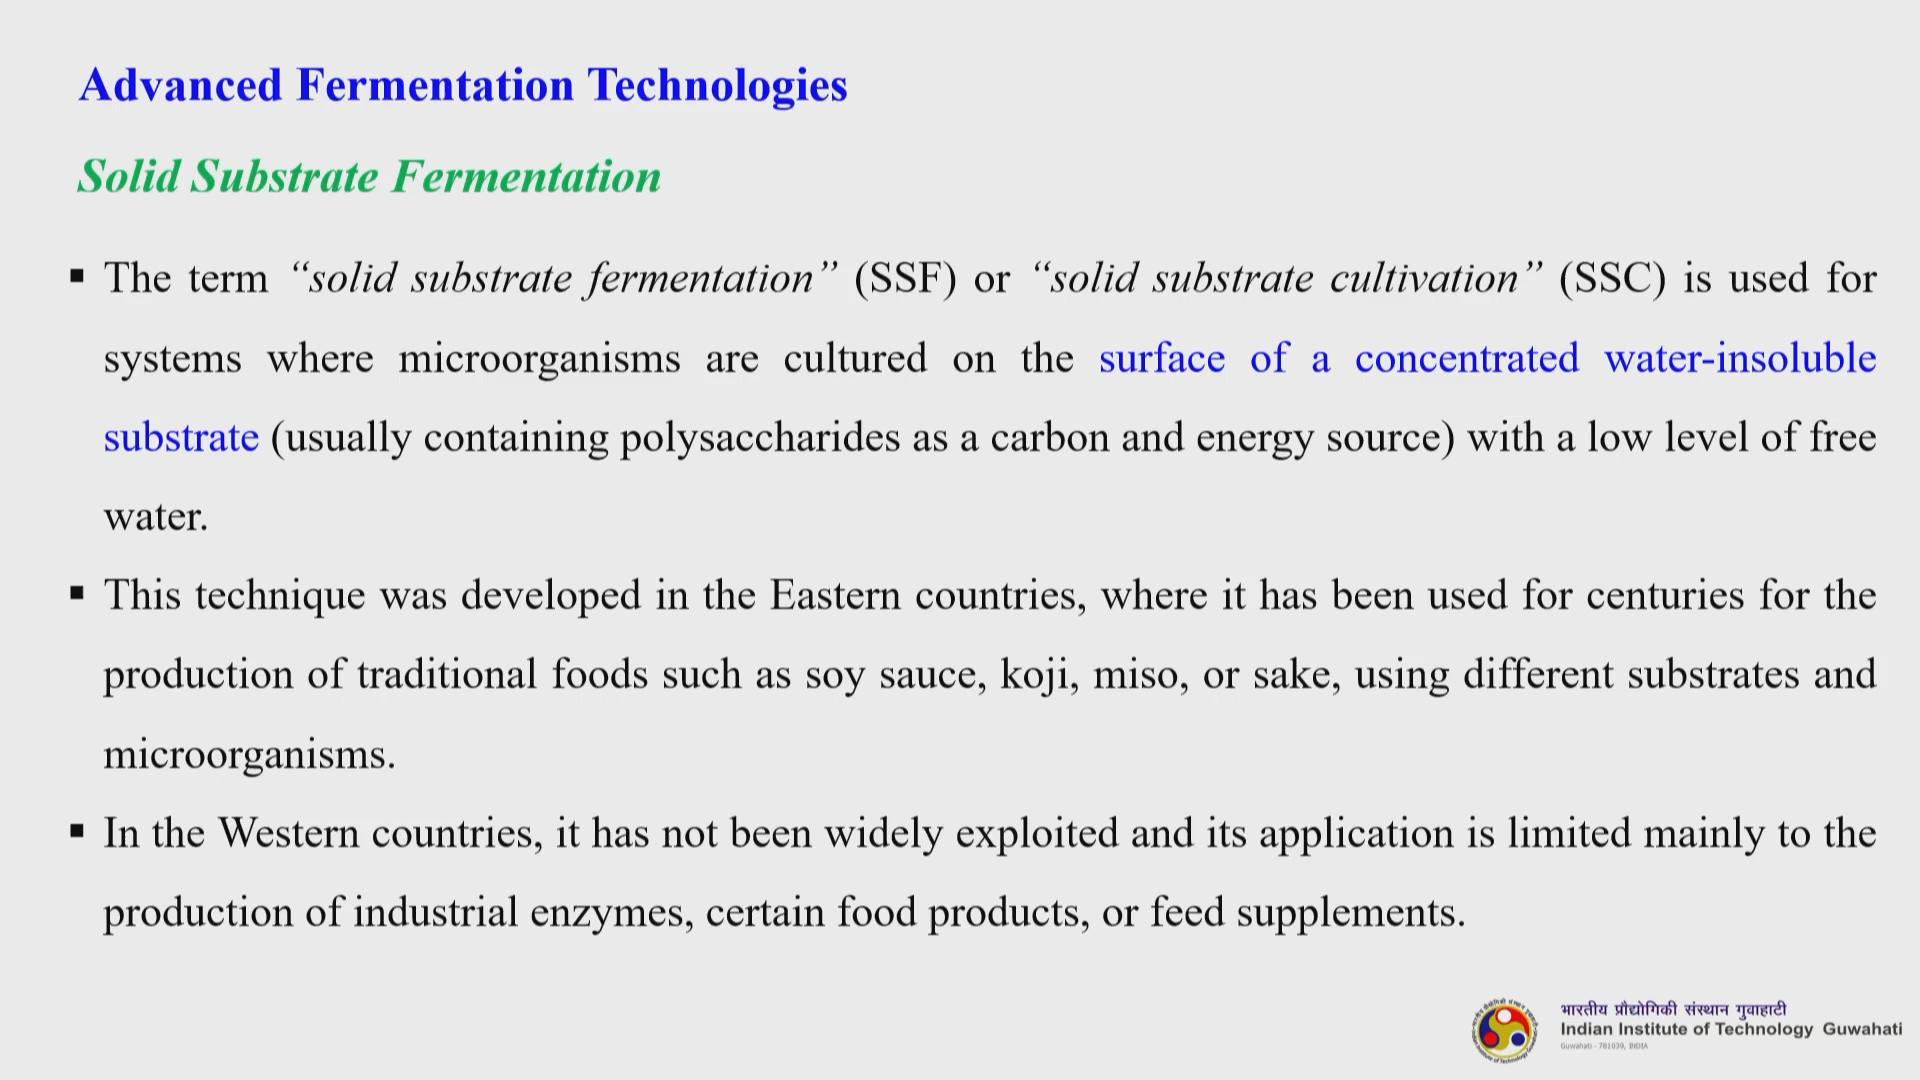 Advanced Fermentation Technologies
Solid Substrate Fermentation
▪ The term “solid substrate fermentation” (SSF) or “solid substrate cultivation” (SSC) is used for
systems where microorganisms are cultured on the surface of a concentrated water-insoluble
substrate (usually containing polysaccharides as a carbon and energy source) with a low level of free
water.
▪ This technique was developed in the Eastern countries, where it has been used for centuries for the
production of traditional foods such as soy sauce, koji, miso, or sake, using different substrates and
microorganisms.
▪ In the Western countries, it has not been widely exploited and its application is limited mainly to the
production of industrial enzymes, certain food products, or feed supplements.
भारतीय प्रौद्योगिकी संस्थान गुवाहाटी
Indian Institute of Technology Guwahati
Guwahati - 781039, INDIA